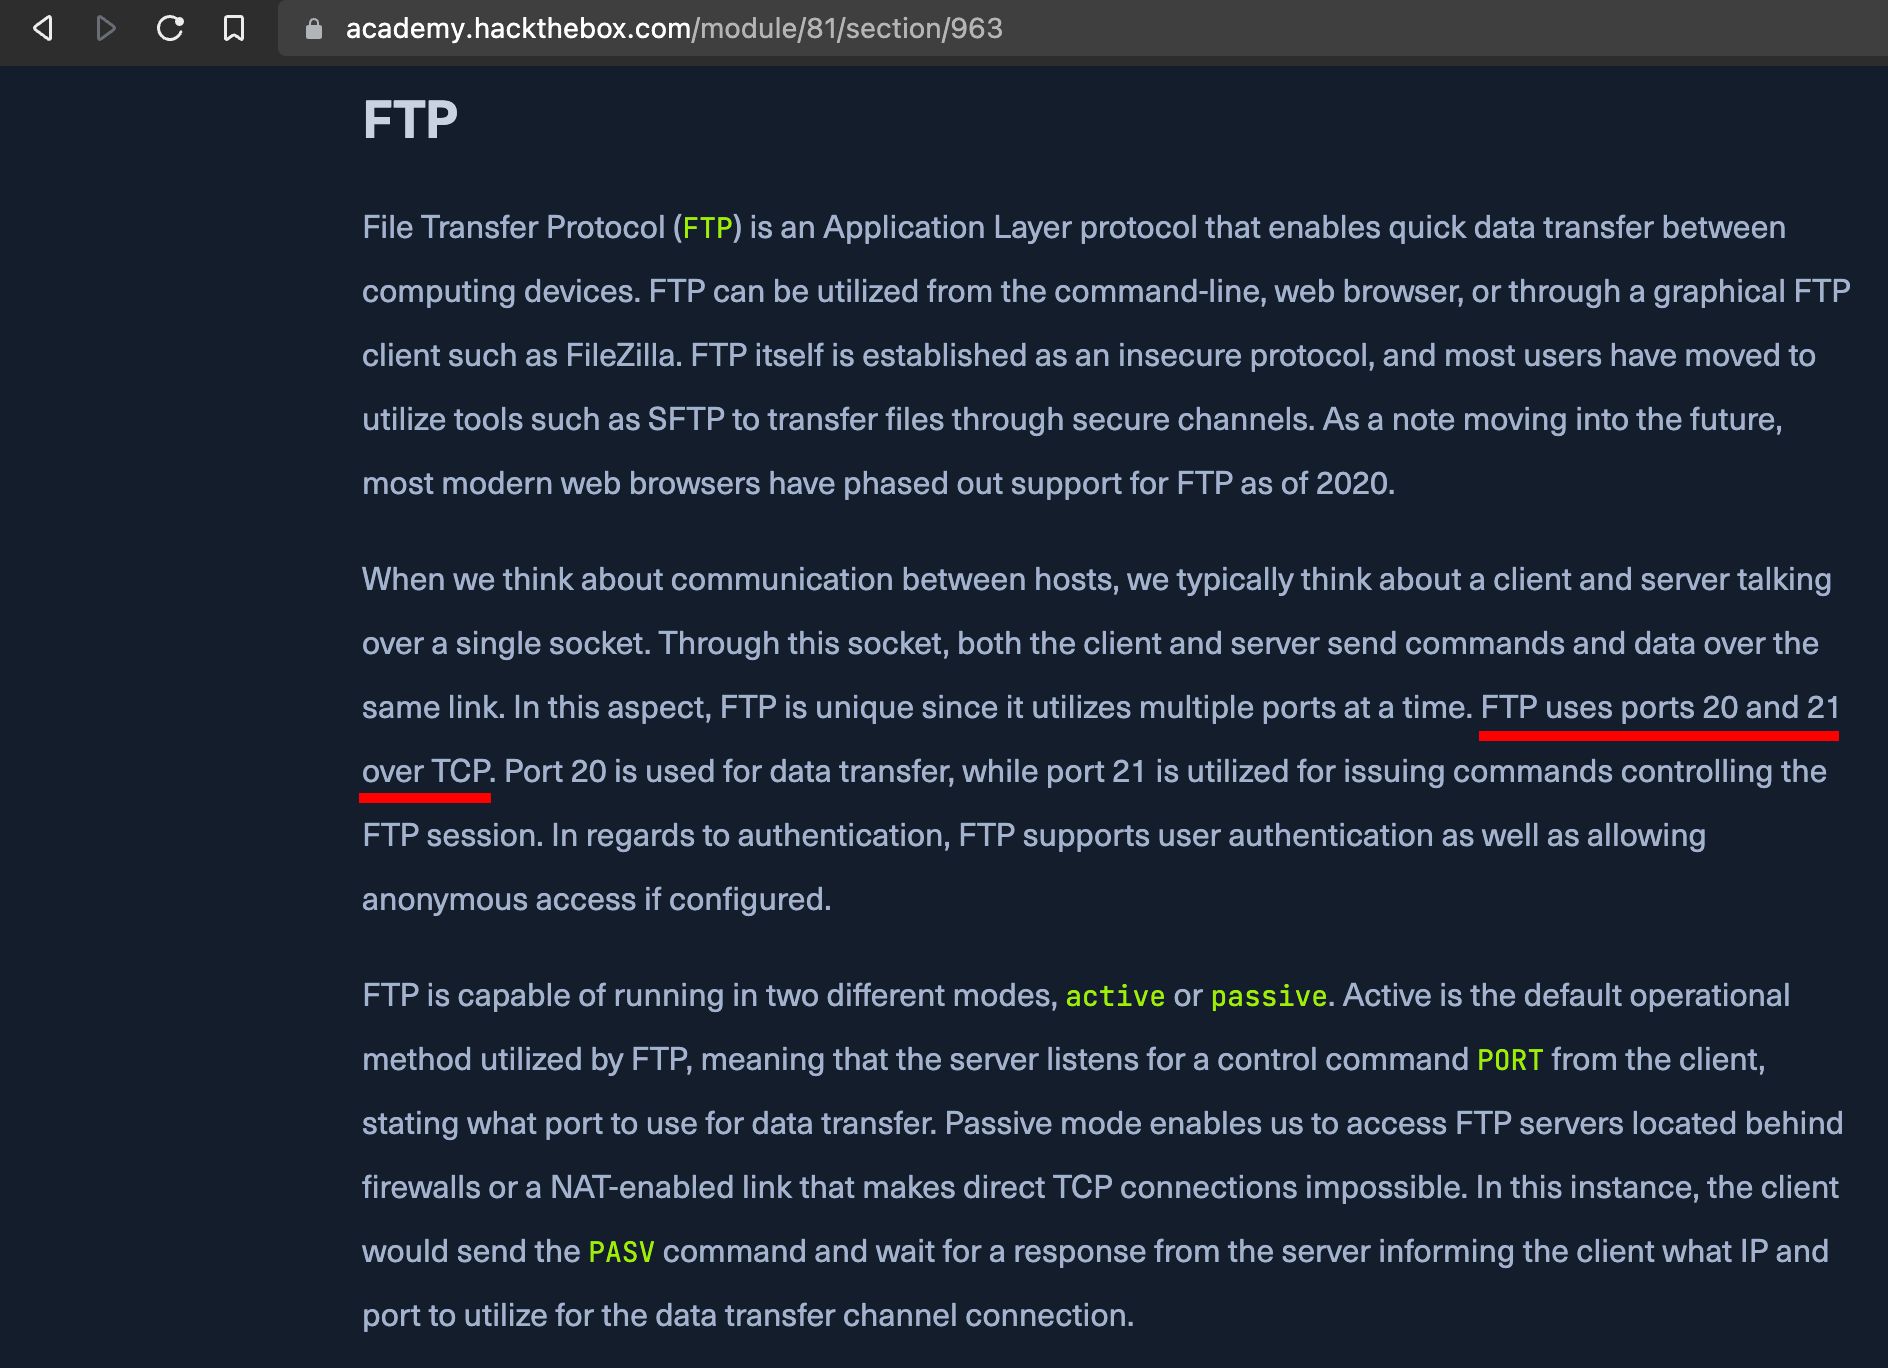 academy.hackthebox.com/module/81/section/963
FTP
File Transfer Protocol (FTP) is an Application Layer protocol that enables quick data transfer between
computing devices. FTP can be utilized from the command-line, web browser, or through a graphical FTP
client such as FileZilla. FTP itself is established as an insecure protocol, and most users have moved to
utilize tools such as SFTP to transfer files through secure channels. As a note moving into the future,
most modern web browsers have phased out support for FTP as of 2020.
When we think about communication between hosts, we typically think about a client and server talking
over a single socket. Through this socket, both the client and server send commands and data over the
same link. In this aspect, FTP is unique since it utilizes multiple ports at a time. FTP uses ports 20 and 21
over TCP. Port 20 is used for data transfer, while port 21 is utilized for issuing commands controlling the
FTP session. In regards to authentication, FTP supports user authentication as well as allowing
anonymous access if configured.
FTP is capable of running in two different modes, active or passive. Active is the default operational
method utilized by FTP, meaning that the server listens for a control command PORT from the client,
stating what port to use for data transfer. Passive mode enables us to access FTP servers located behind
firewalls or a NAT-enabled link that makes direct TCP connections impossible. In this instance, the client
would send the PASV command and wait for a response from the server informing the client what IP and
port to utilize for the data transfer channel connection.